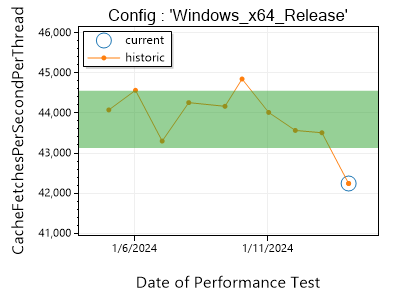 Config : 'Windows_x64_Release'
CacheFetchesPerSecondPerThread
46,000
45,000
44,000
43,000
42,000
41,000
current
historic
1/6/2024
1/11/2024
Date of Performance Test